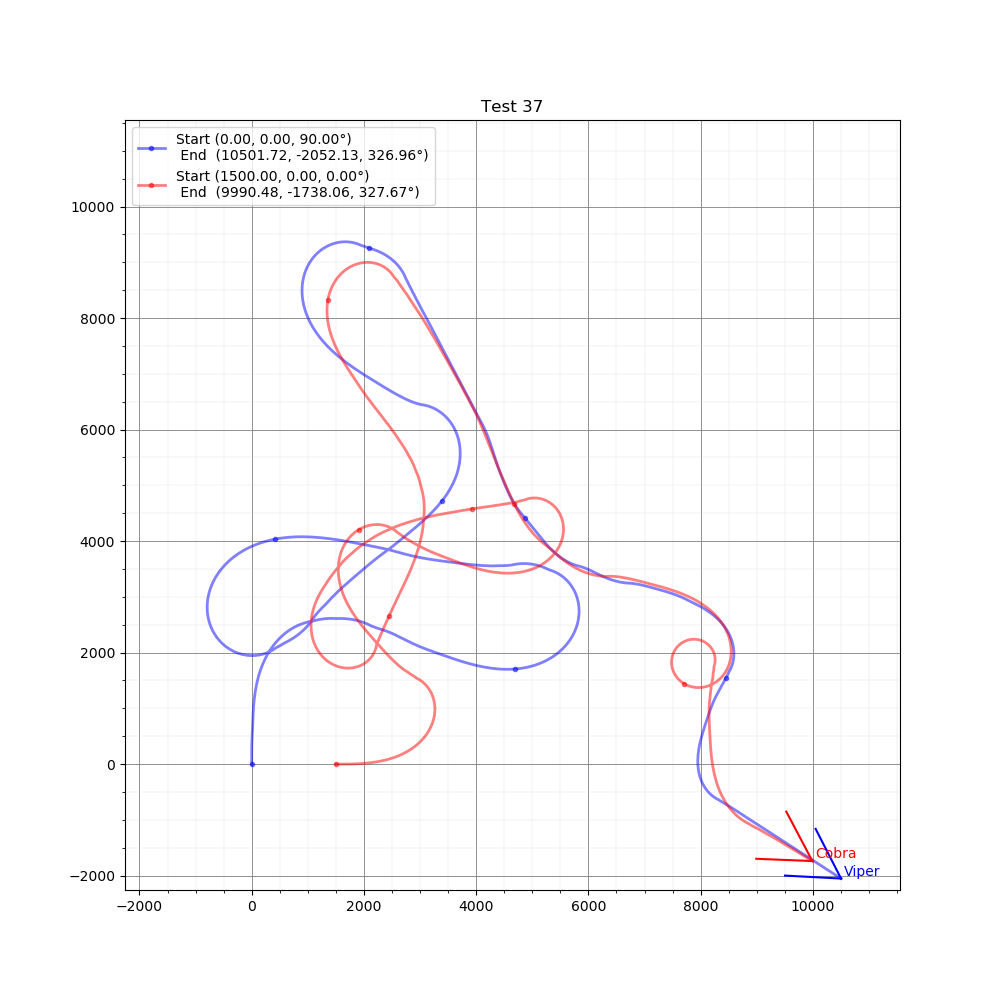 Test 37
Start (0.00, 0.00, 90.00°)
End (10501.72, -2052.13, 326.96°)
Start (1500.00, 0.00, 0.00°)
End (9990.48, -1738.06, 327.67°)
10000
8000
6000
4000
2000
0
−2000
Cobra
Viper
−2000 0 2000 4000 6000 8000 10000